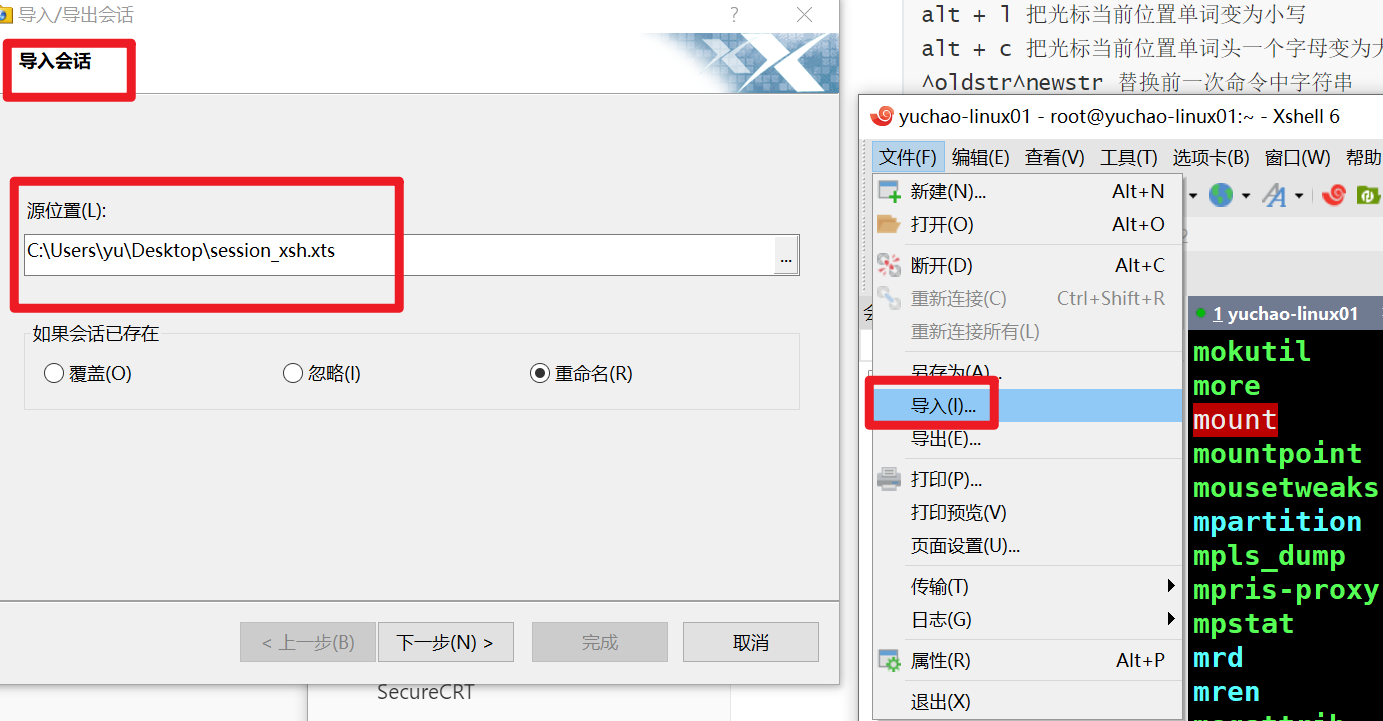 导入/导出会话
?
导入会话
源位置(L):
C:\Users\yu\Desktop\session_xsh.xts
...
如果会话已存在
覆盖(O)
忽略(I)
重命名(R)
< 上一步(B)
下一步(N) >
完成
取消
SecureCRT
alt + l 把光标当前位置单词变为小写
alt + c 把光标当前位置单词头一个字母变为大
^oldstr^newstr 替换前一次命令中字符串
yuchao-linux01 - root@yuchao-linux01:~ - Xshell 6
文件(F) 编辑(E) 查看(V) 工具(T) 选项卡(B) 窗口(W) 帮助
新建(N)... Alt+N
打开(O) Alt+O
断开(D) Alt+C
重新连接(C) Ctrl+Shift+R
重新连接所有(L)
另存为(A)...
导入(I)...
导出(E)...
打印(P)...
打印预览(V)
页面设置(U)...
传输(T)
日志(G)
属性(R) Alt+P
退出(X)
1 yuchao-linux01
mokutil
more
mount
mountpoint
mousetweaks
mpartition
mpls_dump
mpris-proxy
mpstat
mrd
mren